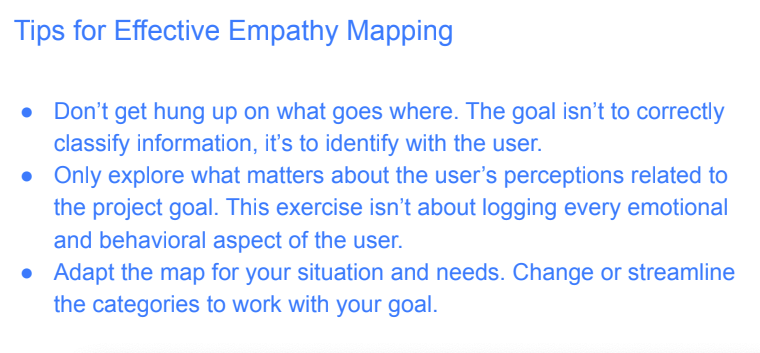 Tips for Effective Empathy Mapping
● Don’t get hung up on what goes where. The goal isn’t to correctly
classify information, it’s to identify with the user.
● Only explore what matters about the user’s perceptions related to
the project goal. This exercise isn’t about logging every emotional
and behavioral aspect of the user.
● Adapt the map for your situation and needs. Change or streamline
the categories to work with your goal.